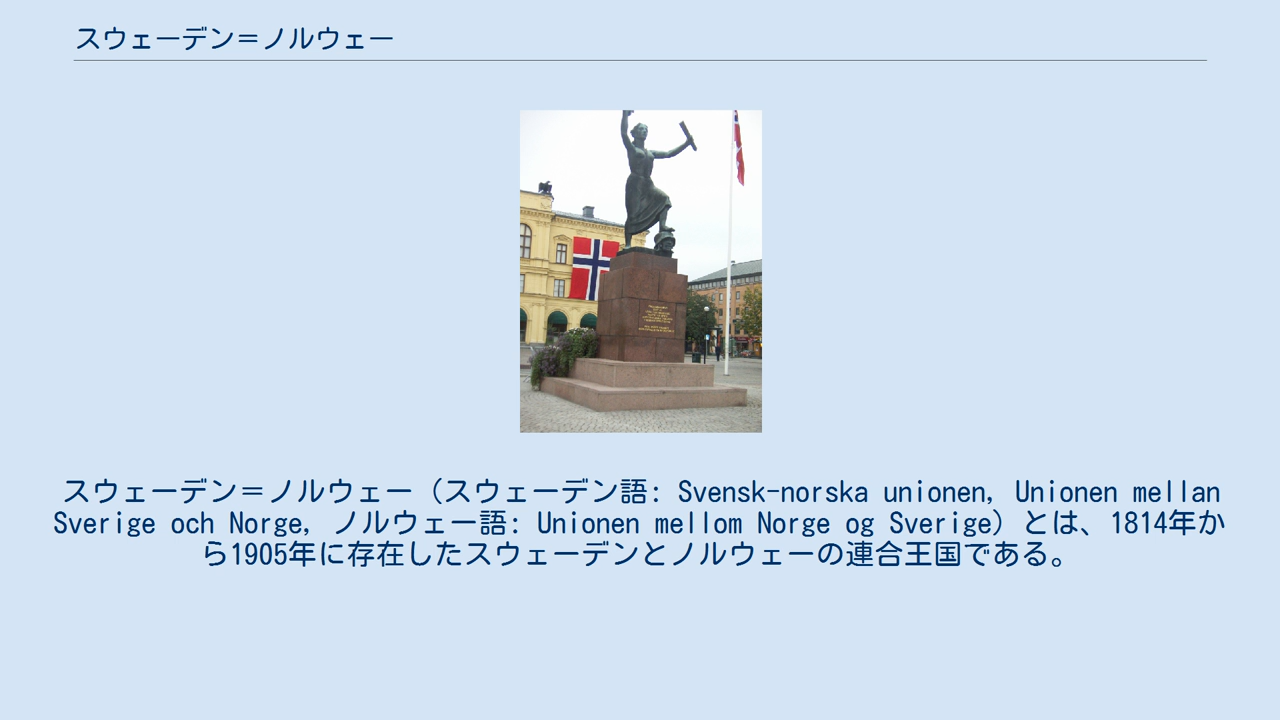 スウェーデン＝ノルウェー
スウェーデン＝ノルウェー（スウェーデン語: Svensk-norska unionen, Unionen mellan
Sverige och Norge, ノルウェー語: Unionen mellom Norge og Sverige）とは、1814年か
ら1905年に存在したスウェーデンとノルウェーの連合王国である。